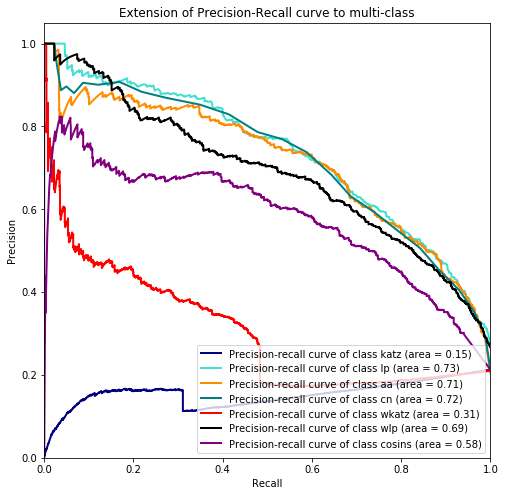 Extension of Precision-Recall curve to multi-class
Precision
1.0
0.8
0.6
0.4
0.2
0.0
Precision-recall curve of class katz (area = 0.15)
Precision-recall curve of class lp (area = 0.73)
Precision-recall curve of class aa (area = 0.71)
Precision-recall curve of class cn (area = 0.72)
Precision-recall curve of class wkatz (area = 0.31)
Precision-recall curve of class wlp (area = 0.69)
Precision-recall curve of class cosins (area = 0.58)
0.0 0.2 0.4 0.6 0.8 1.0
Recall